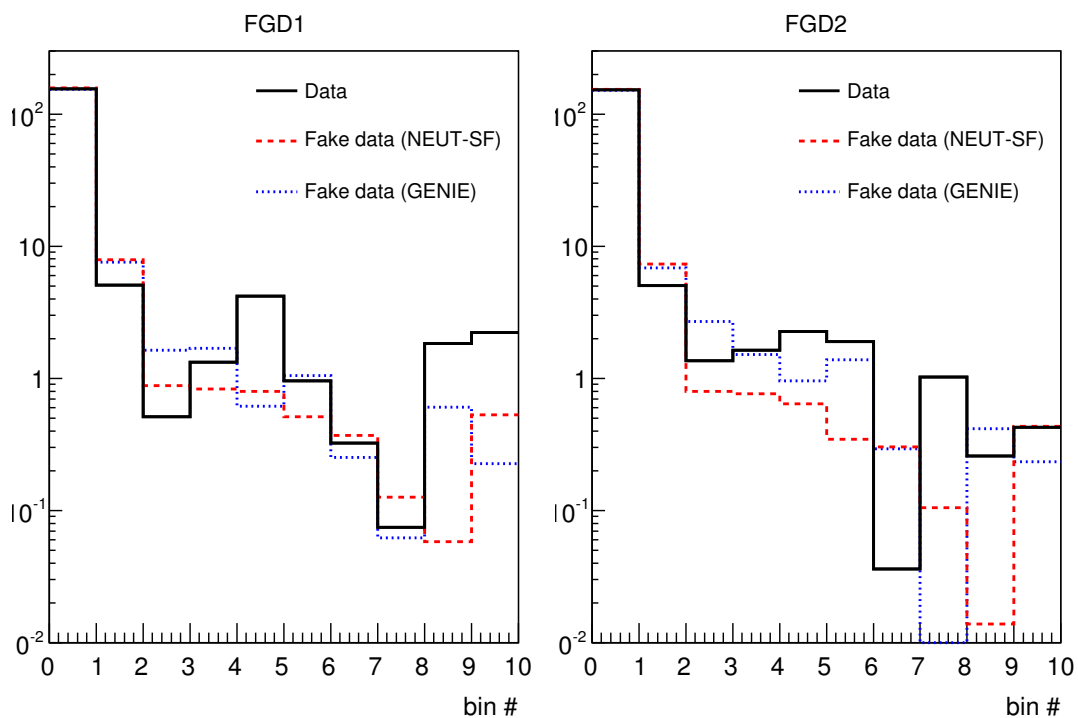 FGD1
Data
Fake data (NEUT-SF)
Fake data (GENIE)
10²
10
1
10⁻¹
0⁻²
0 1 2 3 4 5 6 7 8 9 10
bin #
FGD2
Data
Fake data (NEUT-SF)
Fake data (GENIE)
10²
10
1
10⁻¹
0⁻²
0 1 2 3 4 5 6 7 8 9 10
bin #